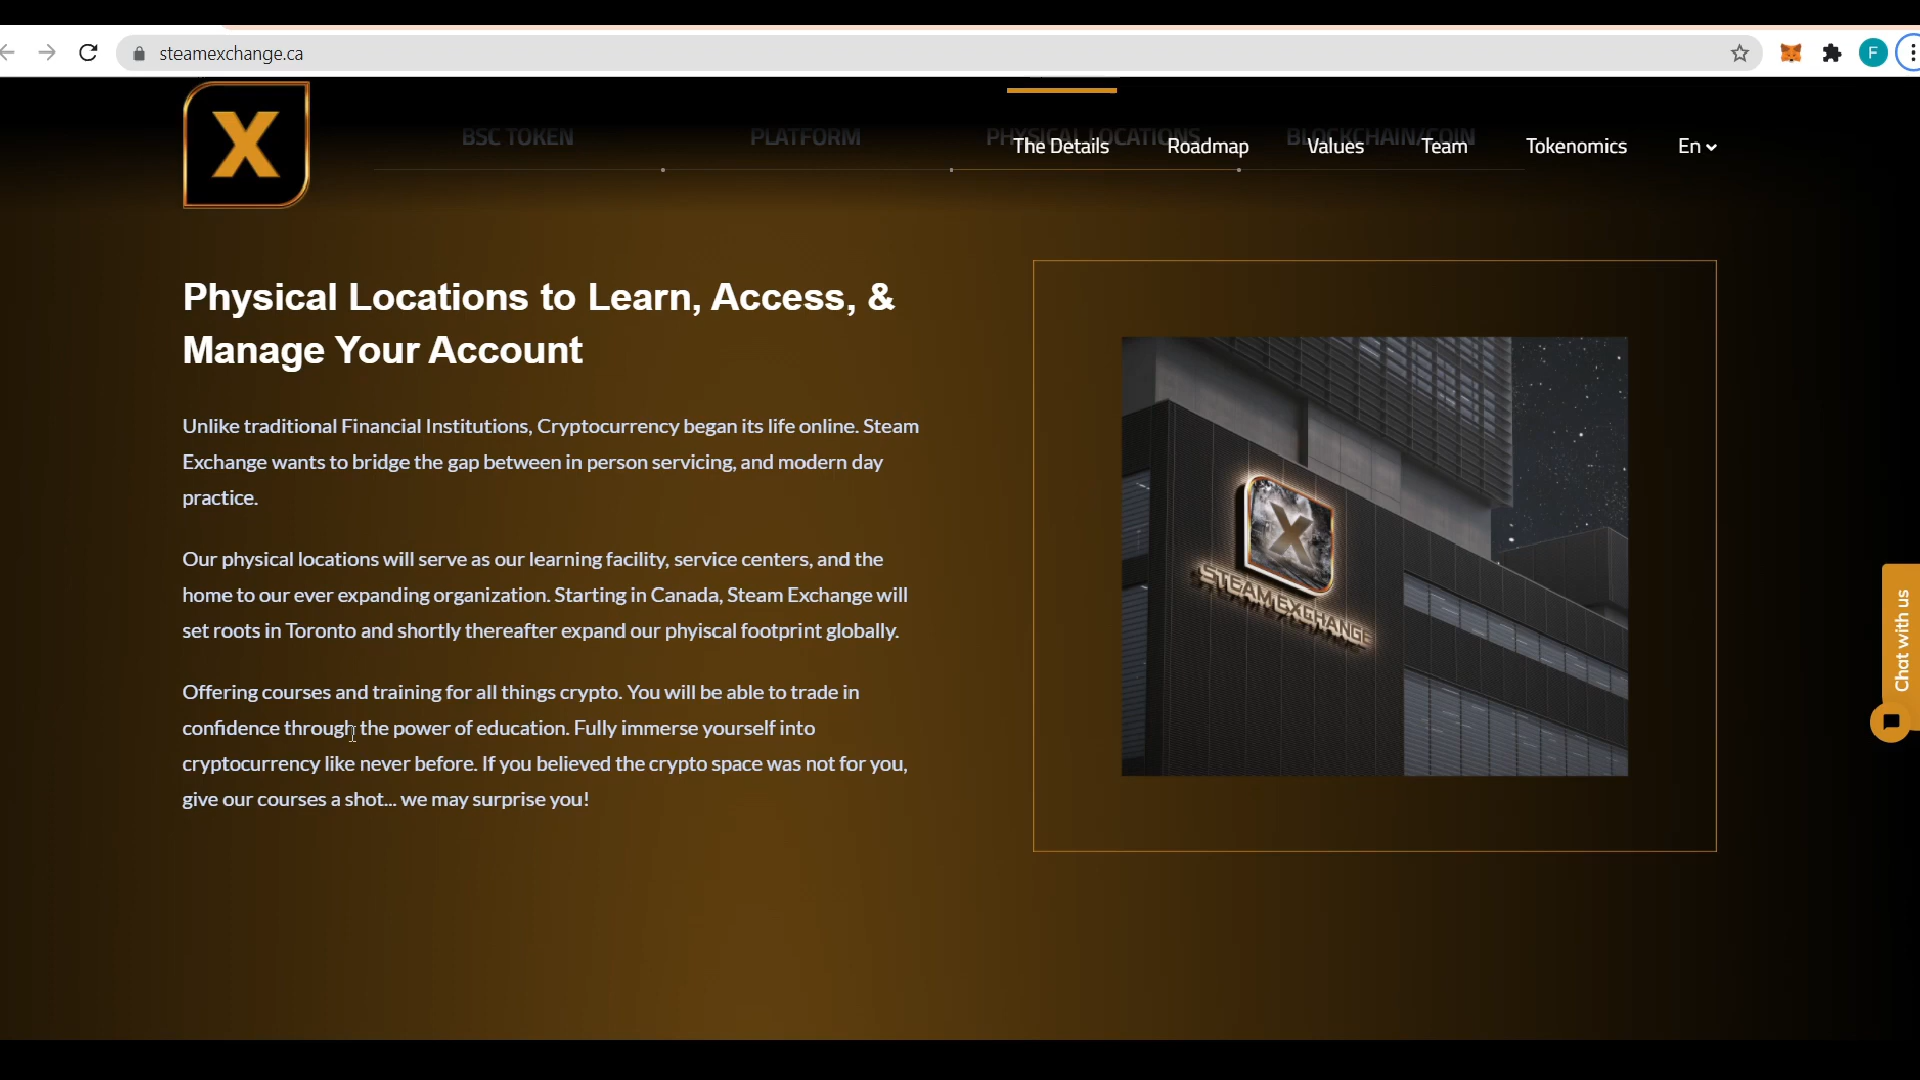 steamexchange.ca
F
X
BSC TOKEN PLATFORM PHYSICAL LOCATIONS BLOCKCHAIN/COIN
The Details Roadmap Values Team Tokenomics En
Physical Locations to Learn, Access, &
Manage Your Account
Unlike traditional Financial Institutions, Cryptocurrency began its life online. Steam
Exchange wants to bridge the gap between in person servicing, and modern day
practice.
Our physical locations will serve as our learning facility, service centers, and the
home to our ever expanding organization. Starting in Canada, Steam Exchange will
set roots in Toronto and shortly thereafter expand our phyiscal footprint globally.
Offering courses and training for all things crypto. You will be able to trade in
confidence through the power of education. Fully immerse yourself into
cryptocurrency like never before. If you believed the crypto space was not for you,
give our courses a shot... we may surprise you!
X
STEAM EXCHANGE
Chat with us